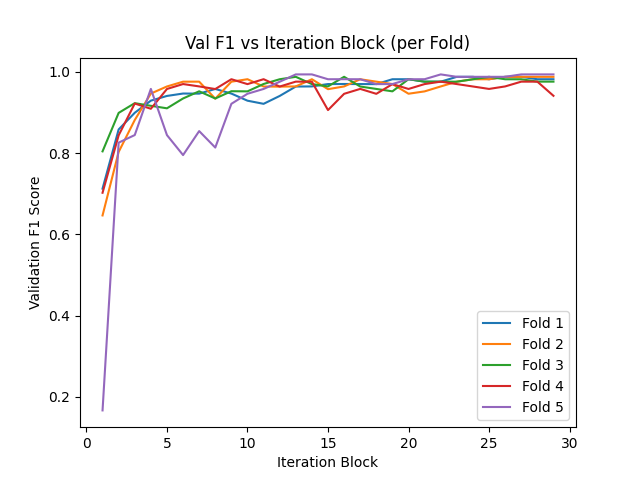 Val F1 vs Iteration Block (per Fold)
Validation F1 Score
1.0
0.8
0.6
0.4
0.2
0
5
10
15
20
25
30
Iteration Block
Fold 1
Fold 2
Fold 3
Fold 4
Fold 5